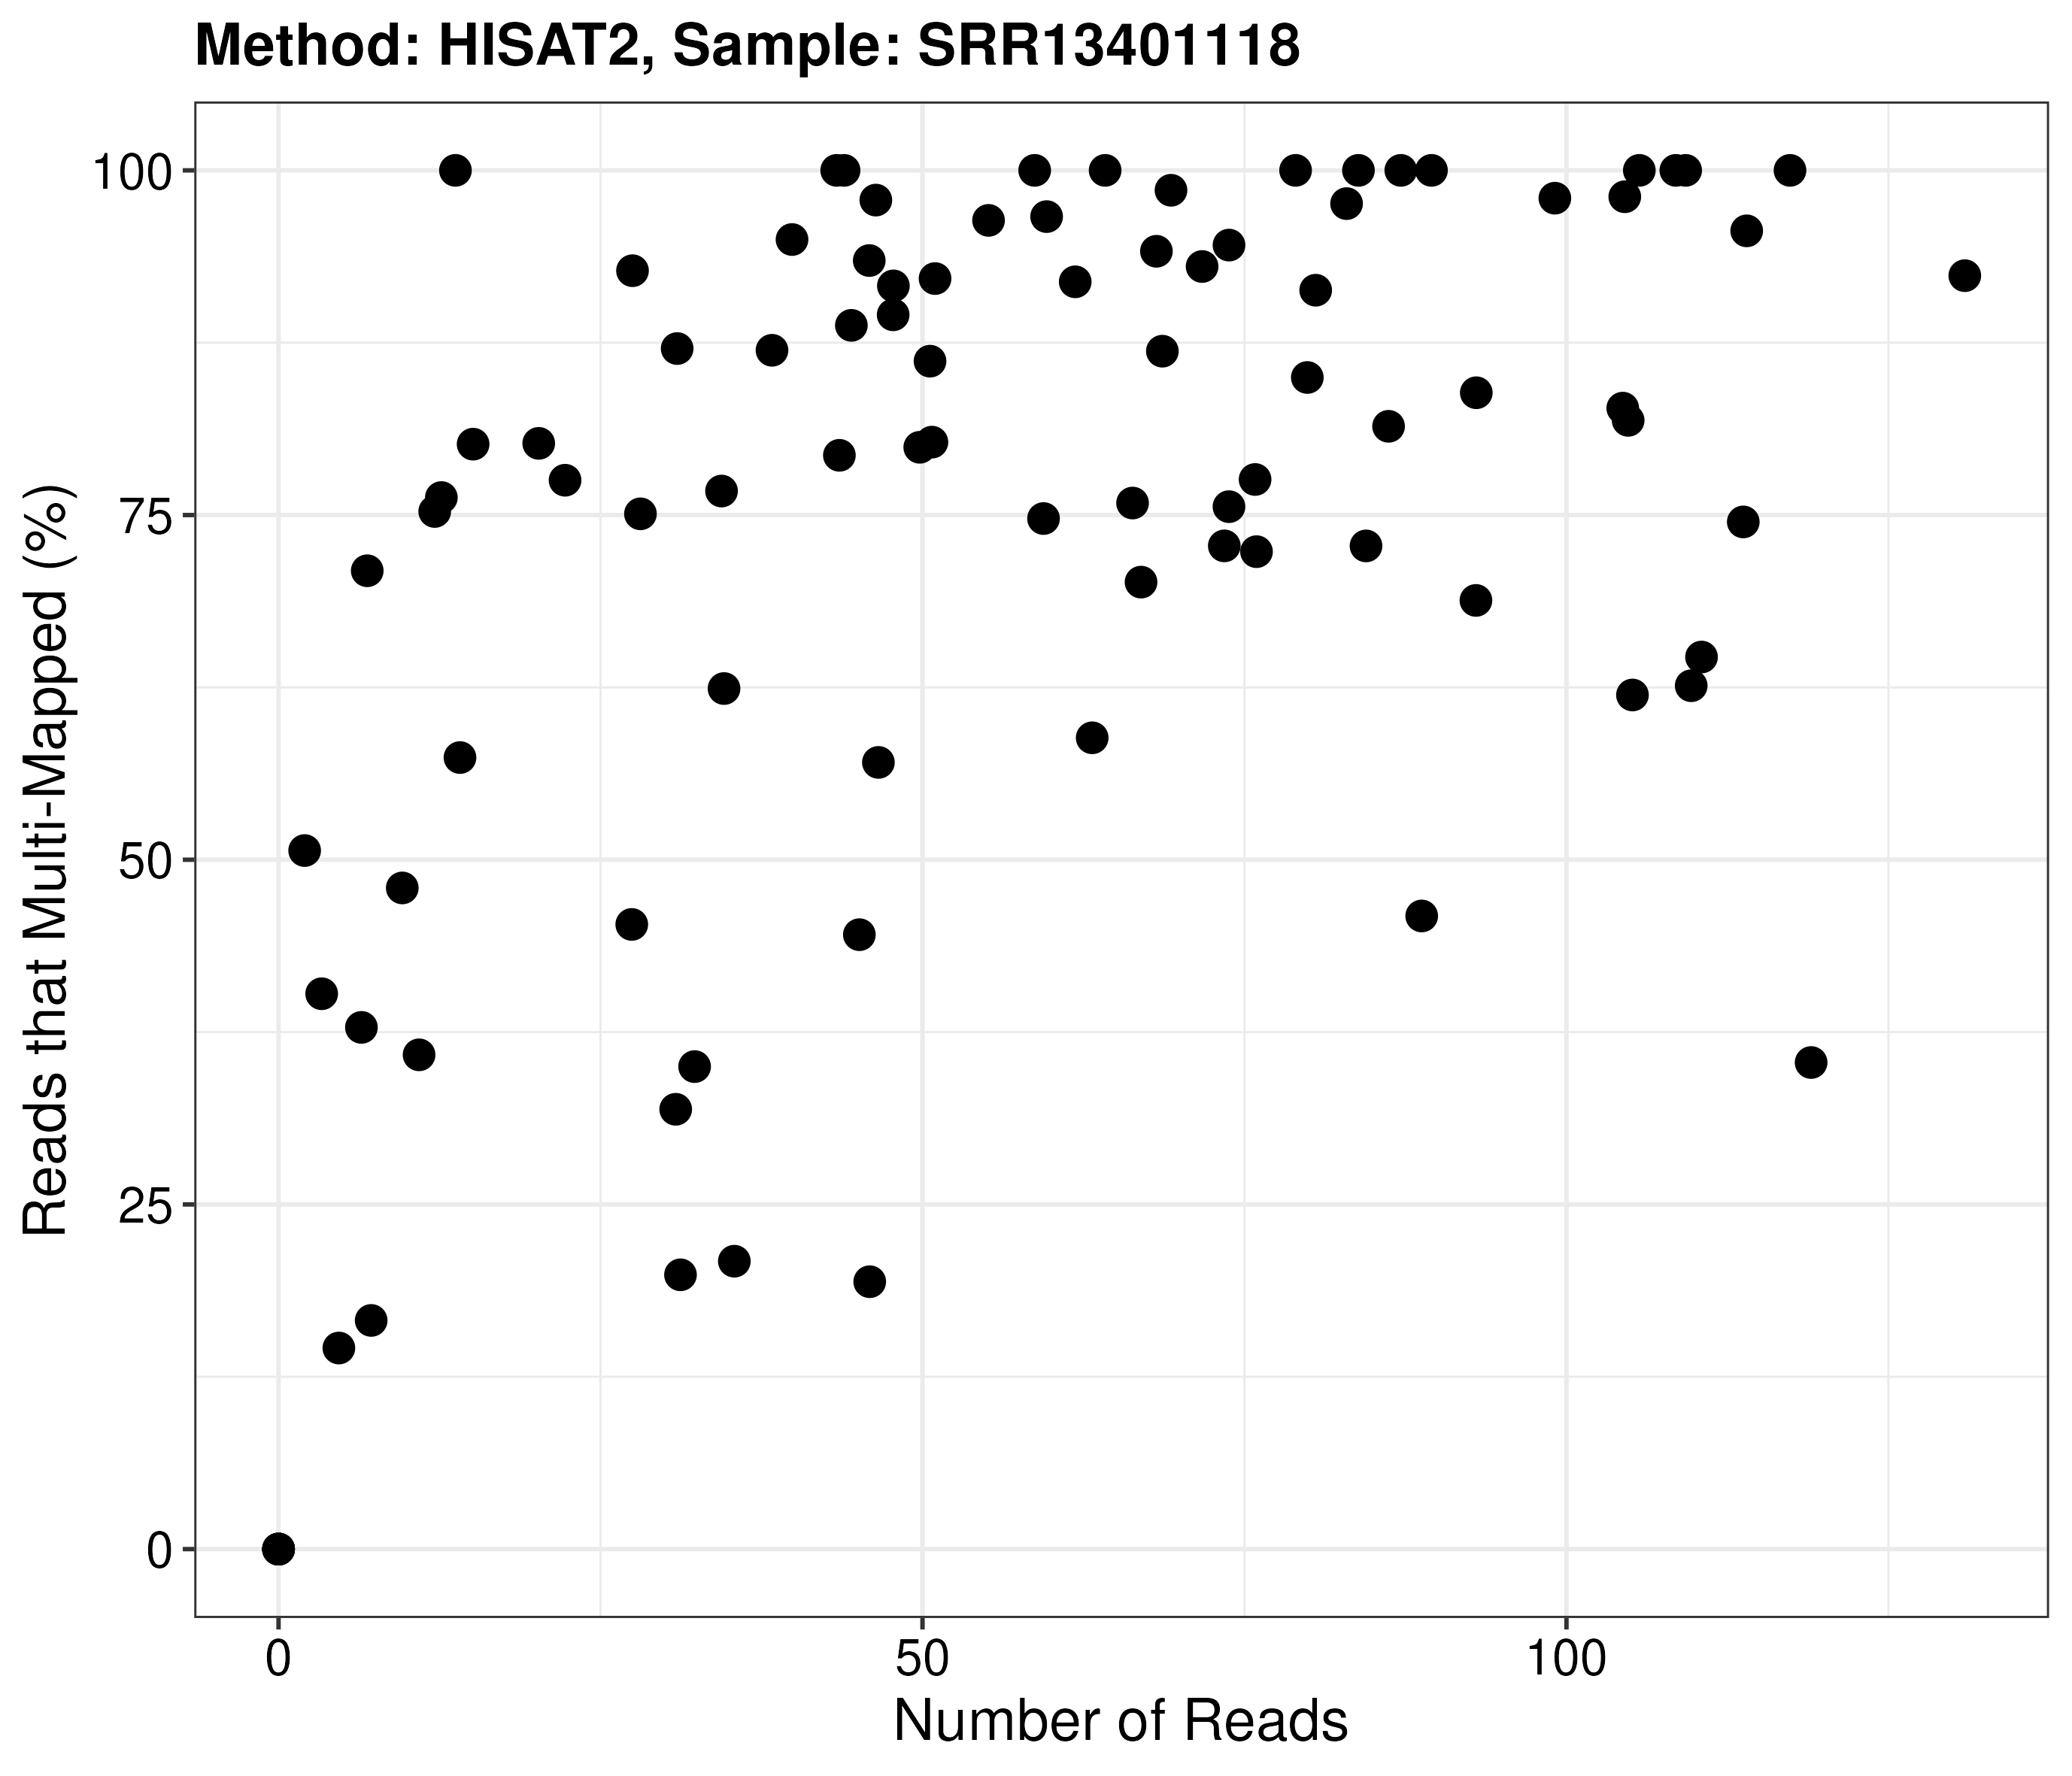 Method: HISAT2, Sample: SRR13401118
Reads that Multi-Mapped (%)
100
75
50
25
0
0
50
100
Number of Reads